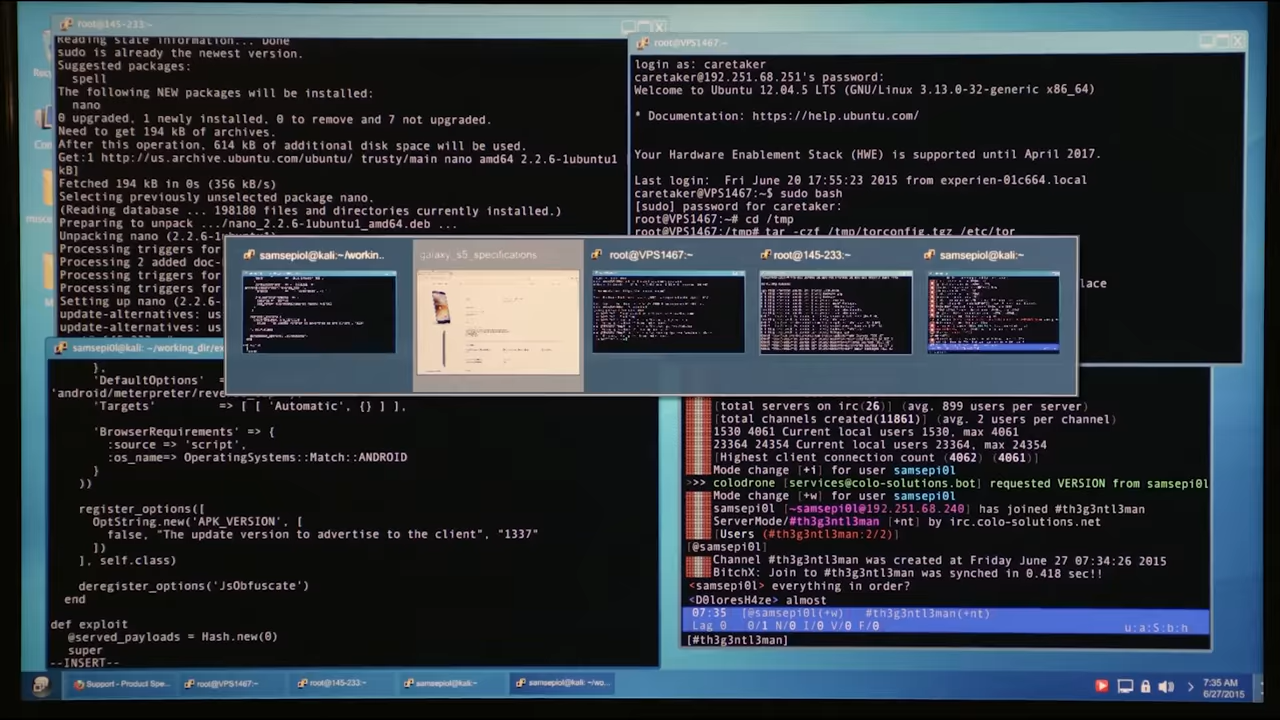 root@145-233:~
Reading state information... Done
sudo is already the newest version.
Suggested packages:
spell
The following NEW packages will be installed:
nano
0 upgraded, 1 newly installed, 0 to remove and 7 not upgraded.
Need to get 194 kB of archives.
After this operation, 614 kB of additional disk space will be used.
Get:1 http://us.archive.ubuntu.com/ubuntu/ trusty/main nano amd64 2.2.6-1ubuntu1
kB]
Fetched 194 kB in 0s (356 kB/s)
Selecting previously unselected package nano.
(Reading database ... 198180 files and directories currently installed.)
Preparing to unpack .../nano_2.2.6-1ubuntu1_amd64.deb ...
Unpacking nano (2.2.6-
Processing triggers for
Processing 2 added doc-
Processing triggers for
Setting up nano (2.2.6-
update-alternatives: us
update-alternatives: us
root@VPS1467:~
login as: caretaker
caretaker@192.251.68.251's password:
Welcome to Ubuntu 12.04.5 LTS (GNU/Linux 3.13.0-32-generic x86_64)
* Documentation: https://help.ubuntu.com/
Your Hardware Enablement Stack (HWE) is supported until April 2017.
Last login: Fri June 20 17:55:23 2015 from experien-01c664.local
caretaker@VPS1467:~$ sudo bash
[sudo] password for caretaker:
root@VPS1467:~# cd /tmp
root@VPS1467:/tmp# tar -czf /tmp/torconfig.tgz /etc/tor
lace
samsepiol@kali:~/workin..
galaxy_s5_specifications
root@VPS1467:~
root@145-233:~
samsepiol@kali:~
samsepi0l@kali: ~/working_dir/ex
},
'DefaultOptions' =
'android/meterpreter/reve
'Targets' => [ [ 'Automatic', {} ] ],
'BrowserRequirements' => {
:source => 'script',
:os_name=> OperatingSystems::Match::ANDROID
}
))
register_options([
OptString.new('APK_VERSION', [
false, "The update version to advertise to the client", "1337"
])
], self.class)
deregister_options('JsObfuscate')
end
def exploit
@served_payloads = Hash.new(0)
super
--INSERT--
[total servers on irc(26)] (avg. 899 users per server)
[total channels created(11861)] (avg. 2 users per channel)
1530 4061 Current local users 1530, max 4061
23364 24354 Current local users 23364, max 24354
[Highest client connection count (4062) (4061)]
Mode change [+i] for user samsepi0l
>>> colodrone [services@colo-solutions.bot] requested VERSION from samsepi0l
Mode change [+w] for user samsepi0l
samsepi0l [~samsepi0l@192.251.68.240] has joined #th3g3ntl3man
ServerMode/#th3g3ntl3man [+nt] by irc.colo-solutions.net
[Users (#th3g3ntl3man:2/2)]
[@samsepi0l]
Channel #th3g3ntl3man was created at Friday June 27 07:34:26 2015
BitchX: Join to #th3g3ntl3man was synched in 0.418 sec!!
<samsepi0l> everything in order?
<D0loresH4ze> almost
07:35 [@samsepi0l(+w) #th3g3ntl3man(+nt)
Lag 0 0/1 N/0 I/0 V/0 F/0 u:a:S:b:h
[#th3g3ntl3man]
Support - Product Spe...
root@VPS1467:~
root@145-233:~
samsepiol@kali:~
samsepiol@kali: ~/wo...
7:35 AM
6/27/2015